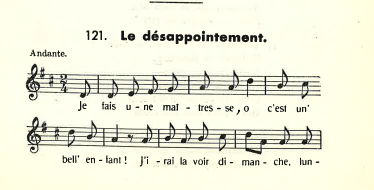 121. Le désappointement.
Andante.
Je fais u - ne maî - tres - se, o c'est un'
bell' en - fant ! J'i - rai la voir di - man - che, lun -